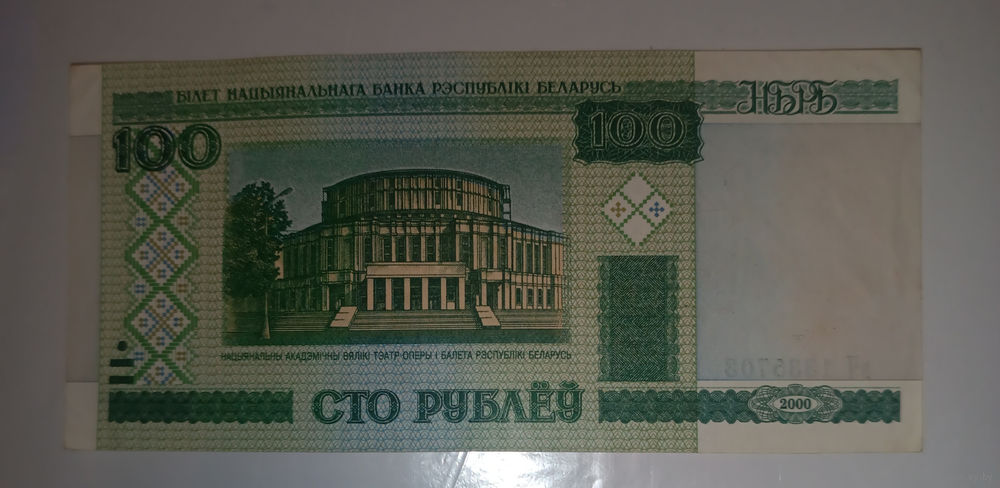 БІЛЕТ НАЦЫЯНАЛЬНАГА БАНКА РЭСПУБЛІКІ БЕЛАРУСЬ
НБРБ
100
100
НАЦЫЯНАЛЬНЫ АКАДЭМІЧНЫ ВЯЛІКІ ТЭАТР ОПЕРЫ І БАЛЕТА РЭСПУБЛІКІ БЕЛАРУСЬ
СТО РУБЛЁЎ
2000